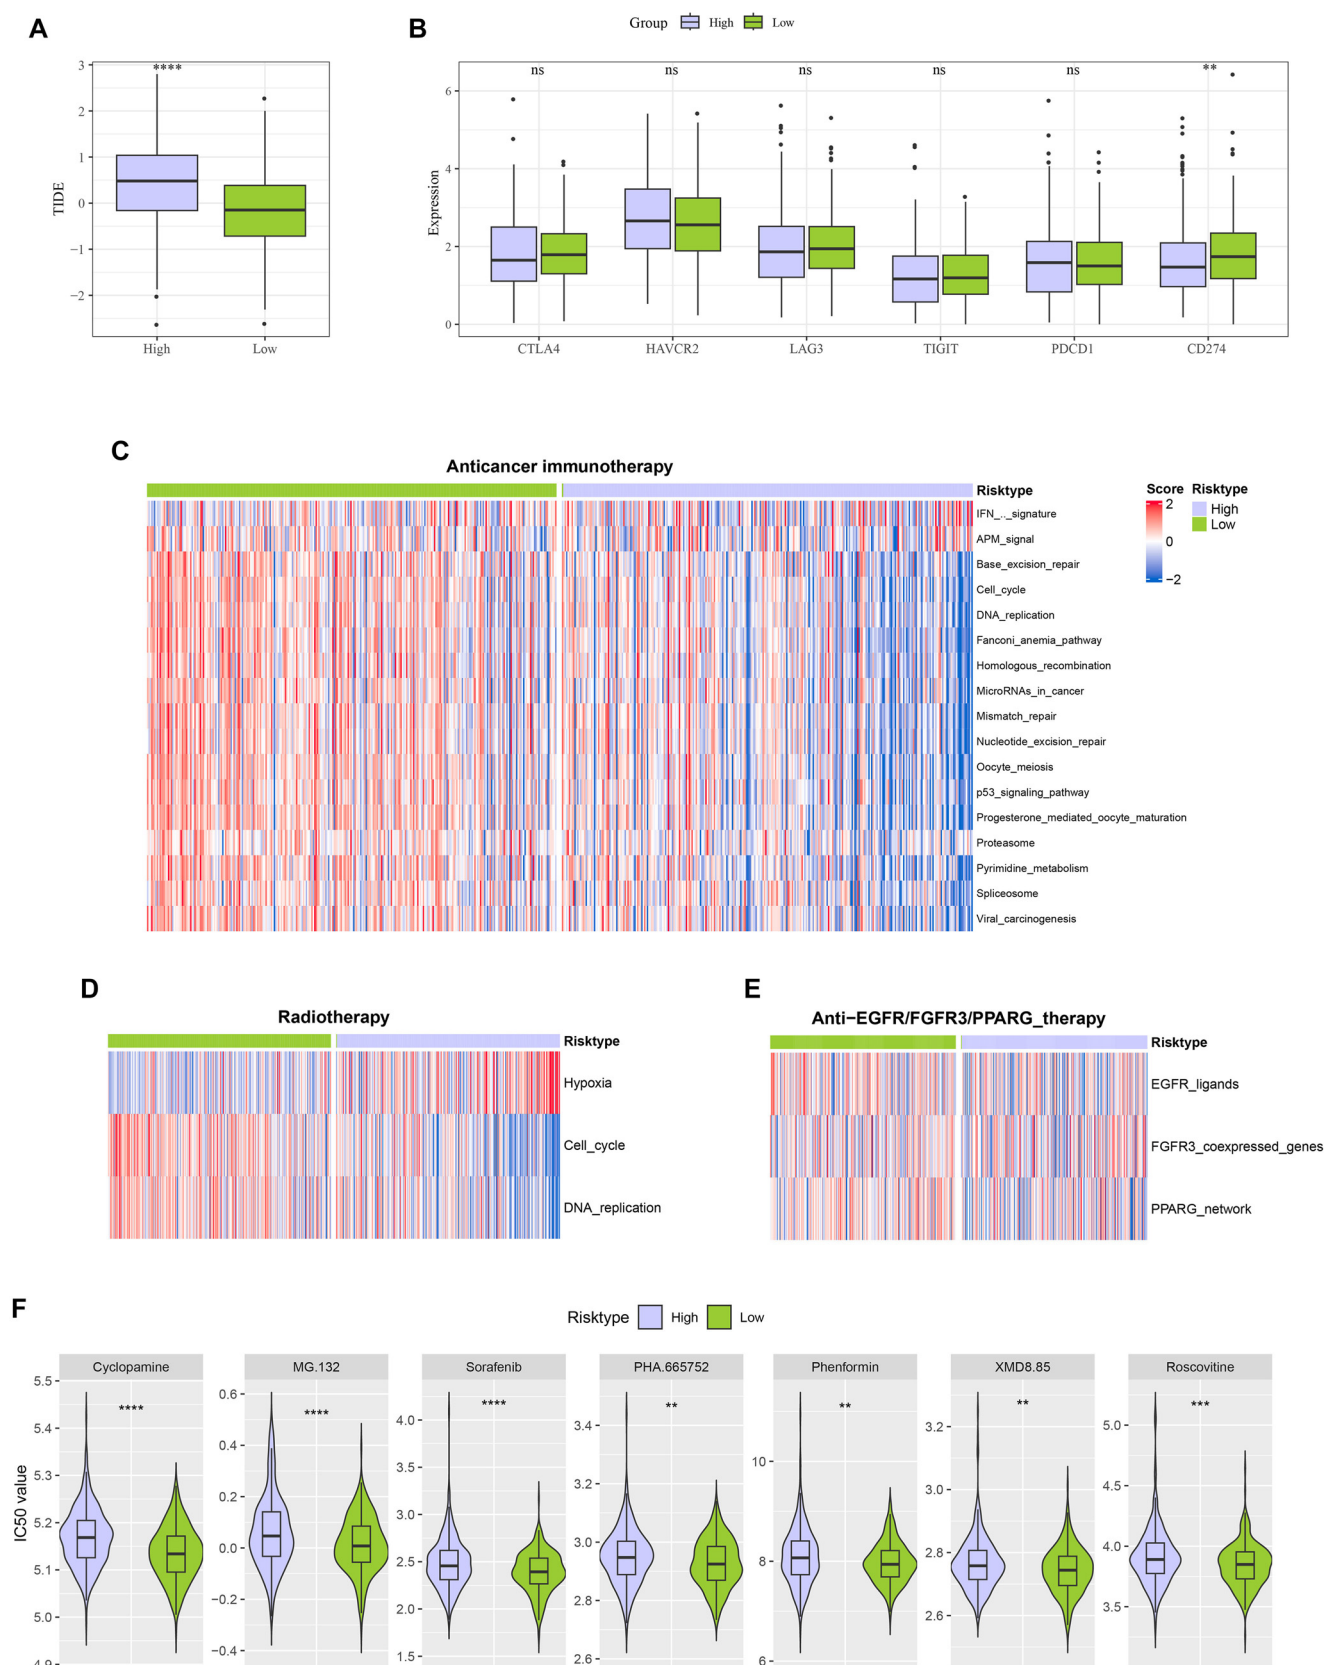 A
B
Group High Low
TIDE
3
2
1
0
−1
−2
****
High Low
Expression
6
4
2
0
ns ns ns ns ns **
CTLA4 HAVCR2 LAG3 TIGIT PDCD1 CD274
C
Anticancer immunotherapy
Risktype
IFN_.._signature
APM_signal
Base_excision_repair
Cell_cycle
DNA_replication
Fanconi_anemia_pathway
Homologous_recombination
MicroRNAs_in_cancer
Mismatch_repair
Nucleotide_excision_repair
Oocyte_meiosis
p53_signaling_pathway
Progesterone_mediated_oocyte_maturation
Proteasome
Pyrimidine_metabolism
Spliceosome
Viral_carcinogenesis
Score Risktype
2 High
Low
0
−2
D
Radiotherapy
Risktype
Hypoxia
Cell_cycle
DNA_replication
E
Anti−EGFR/FGFR3/PPARG_therapy
Risktype
EGFR_ligands
FGFR3_coexpressed_genes
PPARG_network
F
Risktype High Low
IC50 value
Cyclopamine
****
5.5
5.4
5.3
5.2
5.1
5.0
4.9
MG.132
****
0.6
0.4
0.2
0.0
−0.2
−0.4
Sorafenib
****
4.0
3.5
3.0
2.5
2.0
1.5
PHA.665752
**
3.4
3.2
3.0
2.8
2.6
Phenformin
**
10
8
6
XMD8.85
**
3.2
3.0
2.8
2.6
Roscovitine
***
5.0
4.5
4.0
3.5